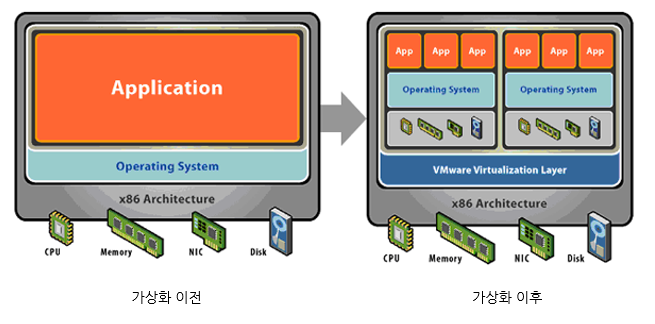 Application
Operating System
x86 Architecture
CPU
Memory
NIC
Disk
가상화 이전
App App App
App App App
Operating System
Operating System
VMware Virtualization Layer
x86 Architecture
CPU
Memory
NIC
Disk
가상화 이후